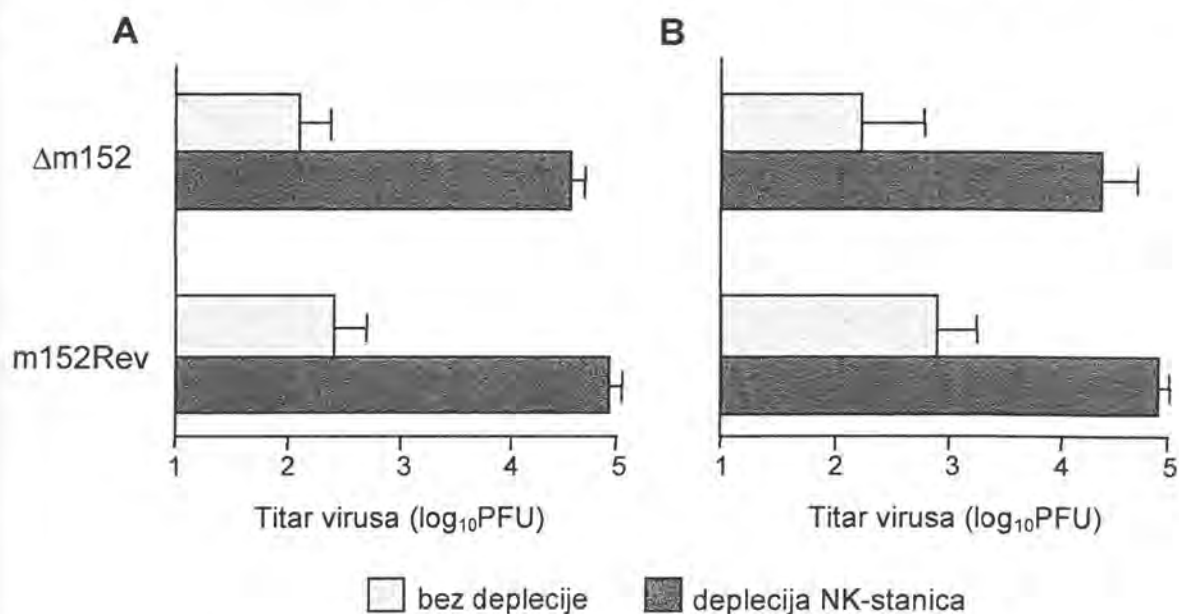 A
B
Δm152
m152Rev
1 2 3 4 5
1 2 3 4 5
Titar virusa (log₁₀PFU)
Titar virusa (log₁₀PFU)
bez deplecije
deplecija NK-stanica